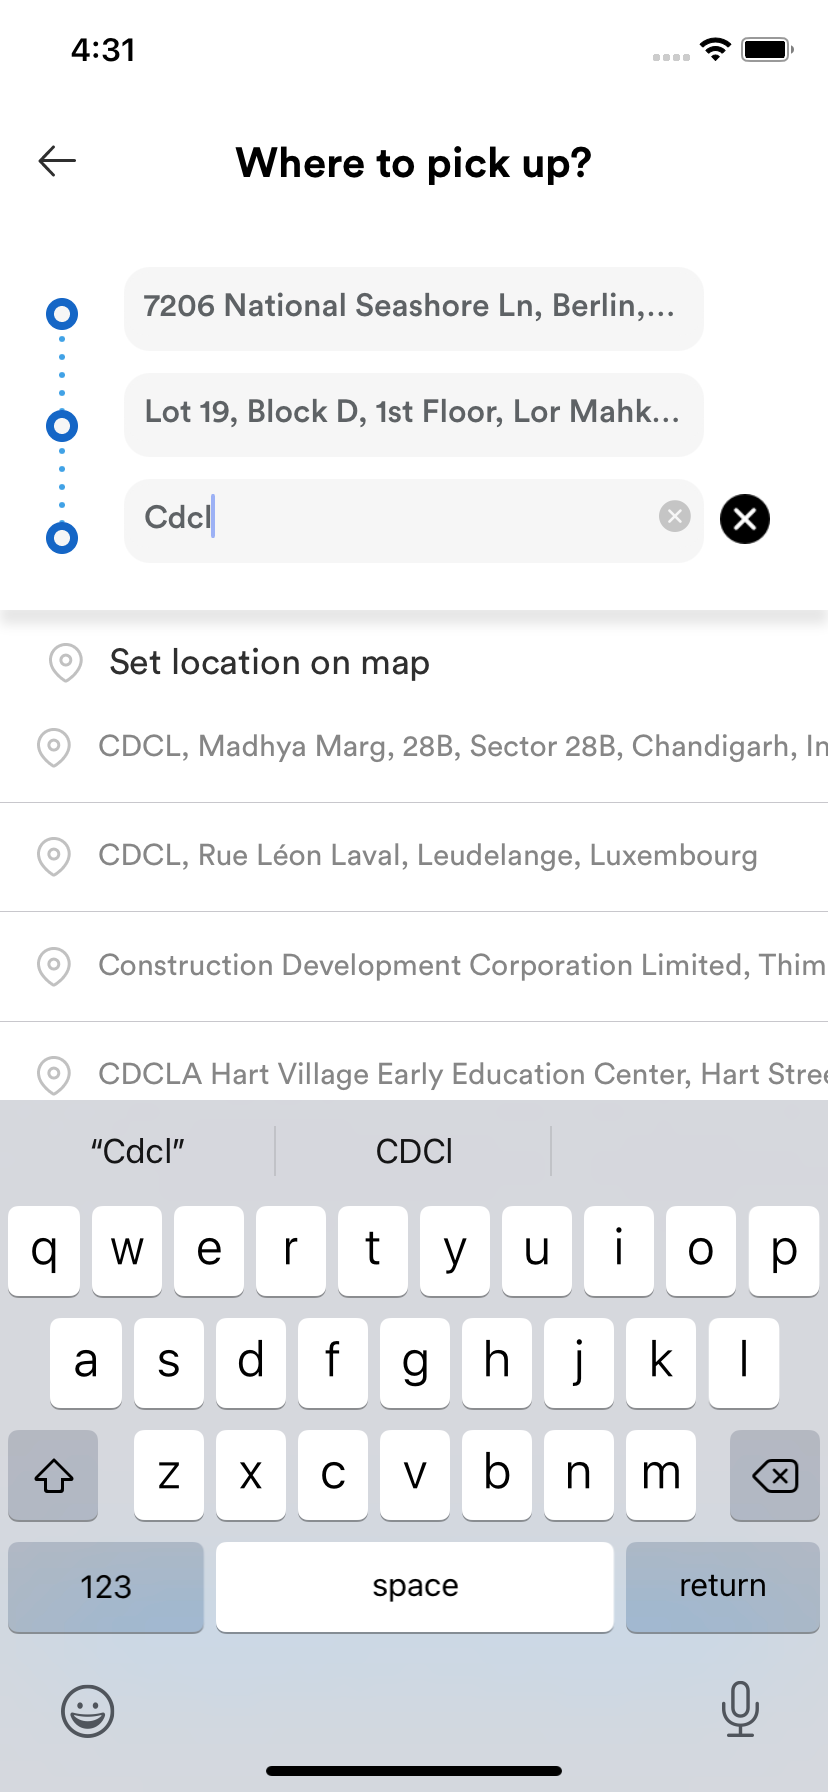 4:31
Where to pick up?
7206 National Seashore Ln, Berlin,...
Lot 19, Block D, 1st Floor, Lor Mahk...
Cdcl
Set location on map
CDCL, Madhya Marg, 28B, Sector 28B, Chandigarh, In
CDCL, Rue Léon Laval, Leudelange, Luxembourg
Construction Development Corporation Limited, Thim
CDCLA Hart Village Early Education Center, Hart Stree
“Cdcl” CDCl
q w e r t y u i o p
a s d f g h j k l
z x c v b n m
123 space return